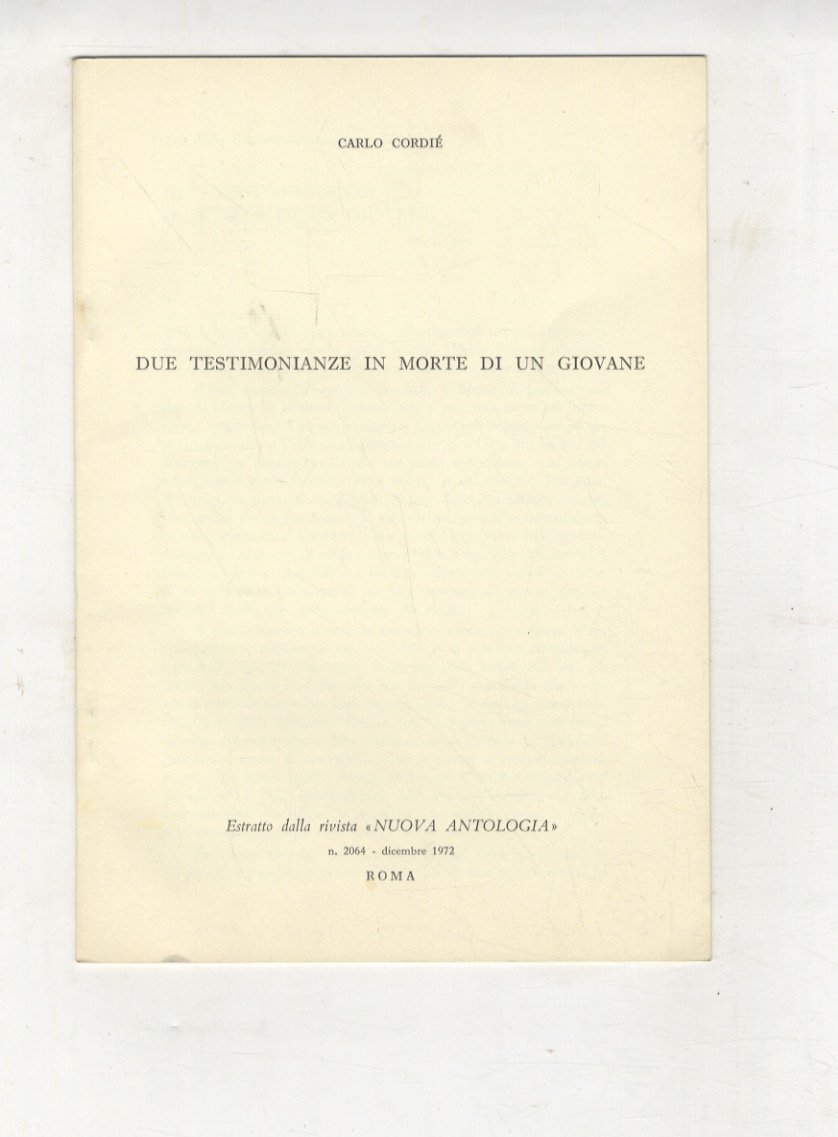 CARLO CORDIÉ
DUE TESTIMONIANZE IN MORTE DI UN GIOVANE
Estratto dalla rivista «NUOVA ANTOLOGIA»
n. 2064 - dicembre 1972
ROMA